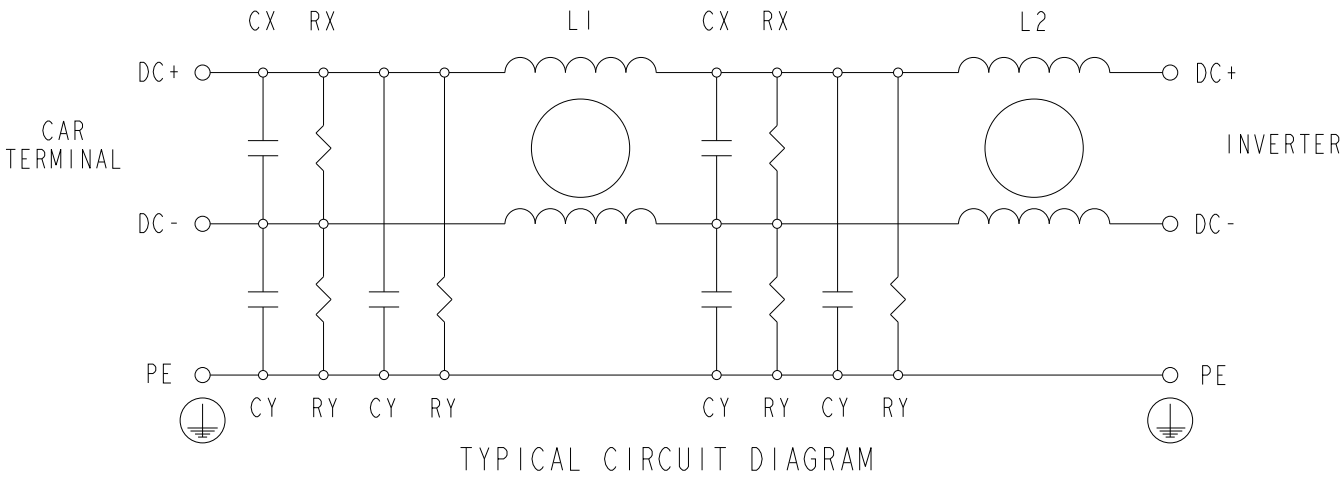 CX RX L1 CX RX L2
DC+ DC+
CAR
TERMINAL
INVERTER
DC- DC-
PE PE
CY RY CY RY CY RY CY RY
TYPICAL CIRCUIT DIAGRAM